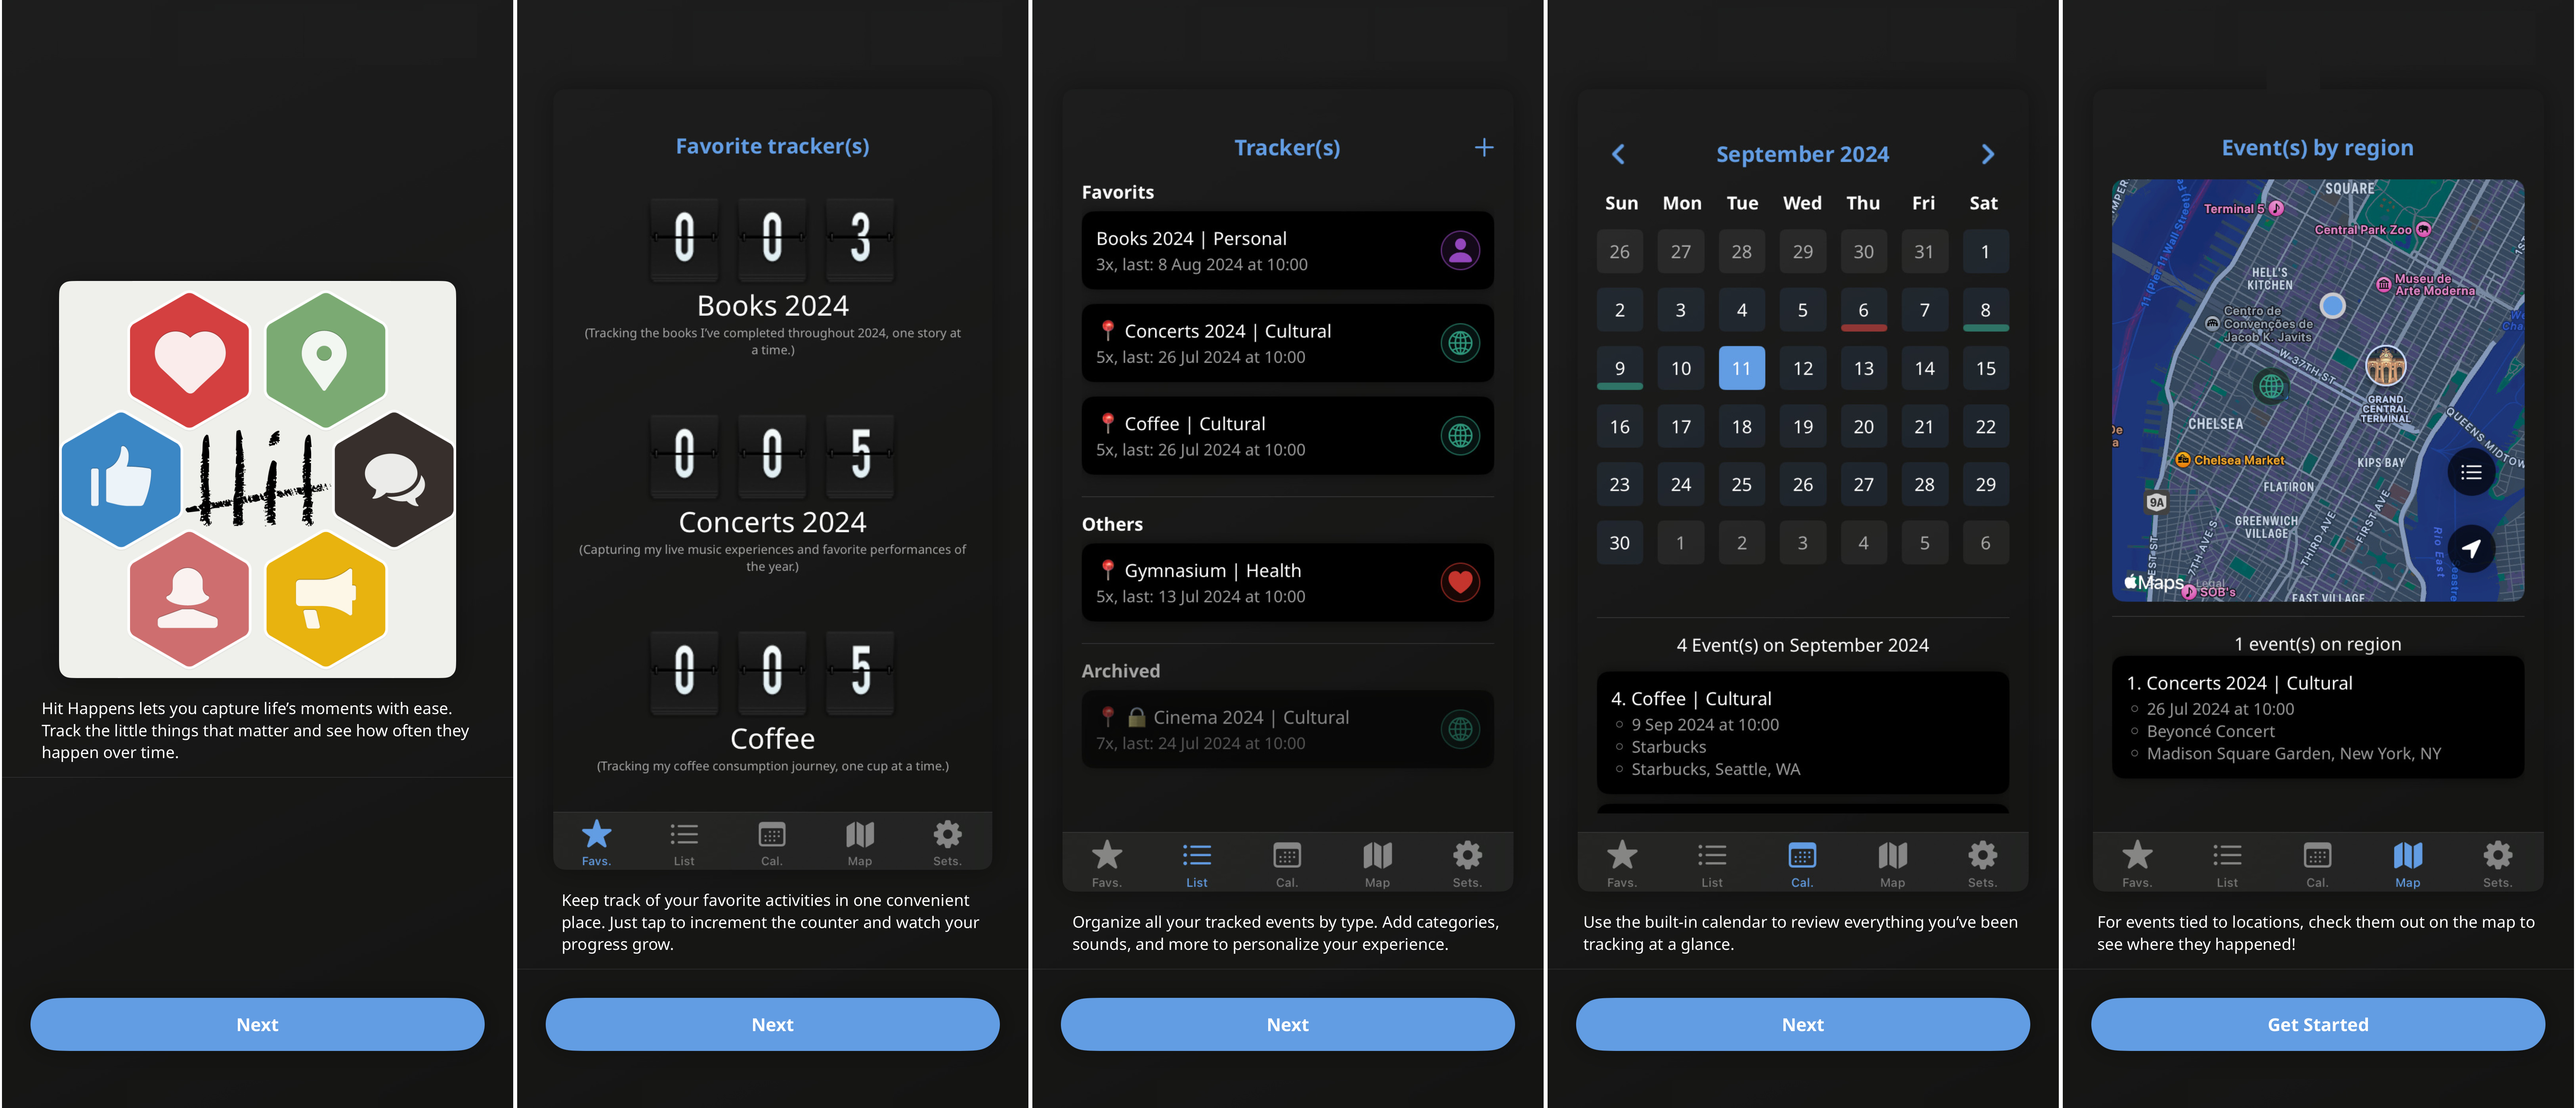 Hit
Hit Happens lets you capture life's moments with ease.
Track the little things that matter and see how often they
happen over time.
Next
Favorite tracker(s)
0 0 3
Books 2024
(Tracking the books I've completed throughout 2024, one story at
a time.)
0 0 5
Concerts 2024
(Capturing my live music experiences and favorite performances of
the year.)
0 0 5
Coffee
(Tracking my coffee consumption journey, one cup at a time.)
Favs. List Cal. Map Sets.
Keep track of your favorite activities in one convenient
place. Just tap to increment the counter and watch your
progress grow.
Next
Tracker(s) +
Favorits
Books 2024 | Personal
3x, last: 8 Aug 2024 at 10:00
Concerts 2024 | Cultural
5x, last: 26 Jul 2024 at 10:00
Coffee | Cultural
5x, last: 26 Jul 2024 at 10:00
Others
Gymnasium | Health
5x, last: 13 Jul 2024 at 10:00
Archived
Cinema 2024 | Cultural
7x, last: 24 Jul 2024 at 10:00
Favs. List Cal. Map Sets.
Organize all your tracked events by type. Add categories,
sounds, and more to personalize your experience.
Next
September 2024
Sun Mon Tue Wed Thu Fri Sat
26 27 28 29 30 31 1
2 3 4 5 6 7 8
9 10 11 12 13 14 15
16 17 18 19 20 21 22
23 24 25 26 27 28 29
30 1 2 3 4 5 6
4 Event(s) on September 2024
4. Coffee | Cultural
9 Sep 2024 at 10:00
Starbucks
Starbucks, Seattle, WA
Favs. List Cal. Map Sets.
Use the built-in calendar to review everything you've been
tracking at a glance.
Next
Event(s) by region
SQUARE
Terminal 5
Central Park Zoo
HELL'S
KITCHEN
Museu de
Arte Moderna
Centro de
Convenções de
Jacob K. Javits
W 37TH ST
GRAND
CENTRAL
TERMINAL
CHELSEA
QUEENS MIDTOW
Chelsea Market
KIPS BAY
FLATIRON
9A
GREENWICH
VILLAGE
7TH AVE S
THIRD AVE
FIRST AVE
Rio East
Maps
Legal
SOB's
EAST VILLAGE
1 event(s) on region
1. Concerts 2024 | Cultural
26 Jul 2024 at 10:00
Beyoncé Concert
Madison Square Garden, New York, NY
Favs. List Cal. Map Sets.
For events tied to locations, check them out on the map to
see where they happened!
Get Started